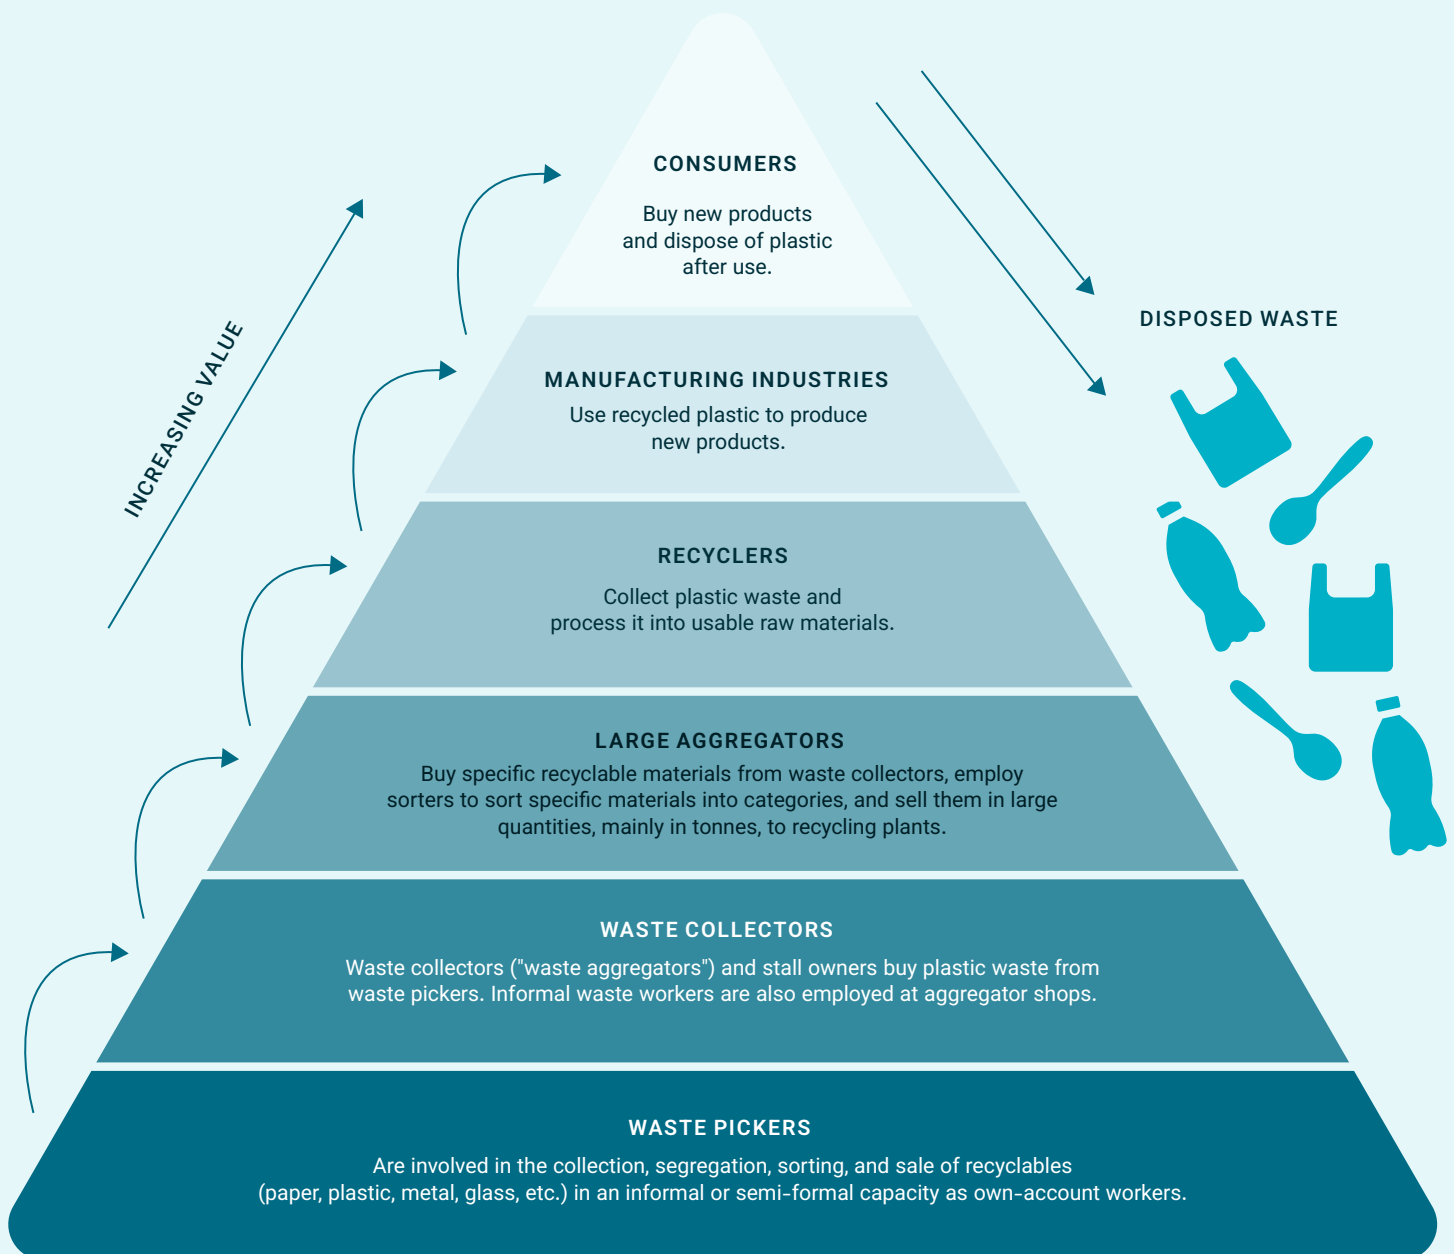 CONSUMERS
Buy new products
and dispose of plastic
after use.
INCREASING VALUE
DISPOSED WASTE
MANUFACTURING INDUSTRIES
Use recycled plastic to produce
new products.
RECYCLERS
Collect plastic waste and
process it into usable raw materials.
LARGE AGGREGATORS
Buy specific recyclable materials from waste collectors, employ
sorters to sort specific materials into categories, and sell them in large
quantities, mainly in tonnes, to recycling plants.
WASTE COLLECTORS
Waste collectors ("waste aggregators") and stall owners buy plastic waste from
waste pickers. Informal waste workers are also employed at aggregator shops.
WASTE PICKERS
Are involved in the collection, segregation, sorting, and sale of recyclables
(paper, plastic, metal, glass, etc.) in an informal or semi-formal capacity as own-account workers.